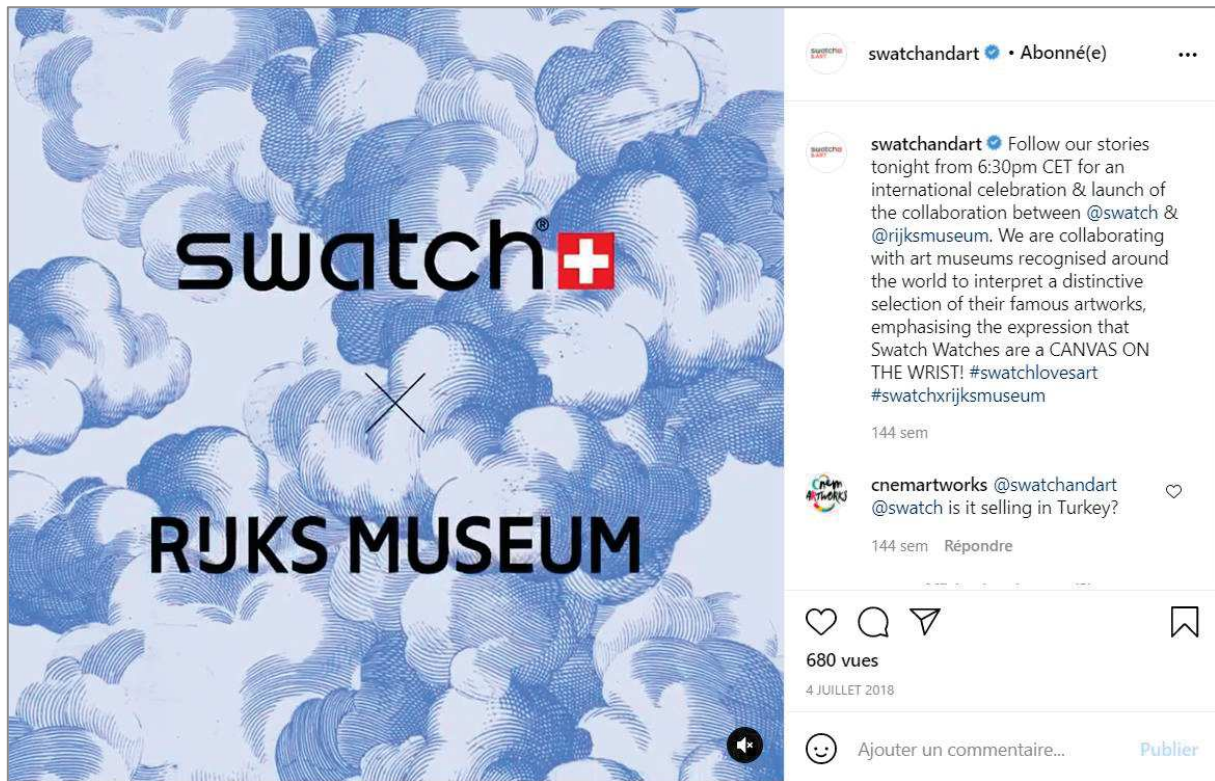 swatch®
×
RIJKS MUSEUM
swatchandart • Abonné(e)
swatchandart Follow our stories
tonight from 6:30pm CET for an
international celebration & launch of
the collaboration between @swatch &
@rijksmuseum. We are collaborating
with art museums recognised around
the world to interpret a distinctive
selection of their famous artworks,
emphasising the expression that
Swatch Watches are a CANVAS ON
THE WRIST! #swatchlovesart
#swatchxrijksmuseum
144 sem
cnemartworks @swatchandart
@swatch is it selling in Turkey?
144 sem Répondre
680 vues
4 JUILLET 2018
Ajouter un commentaire... Publier